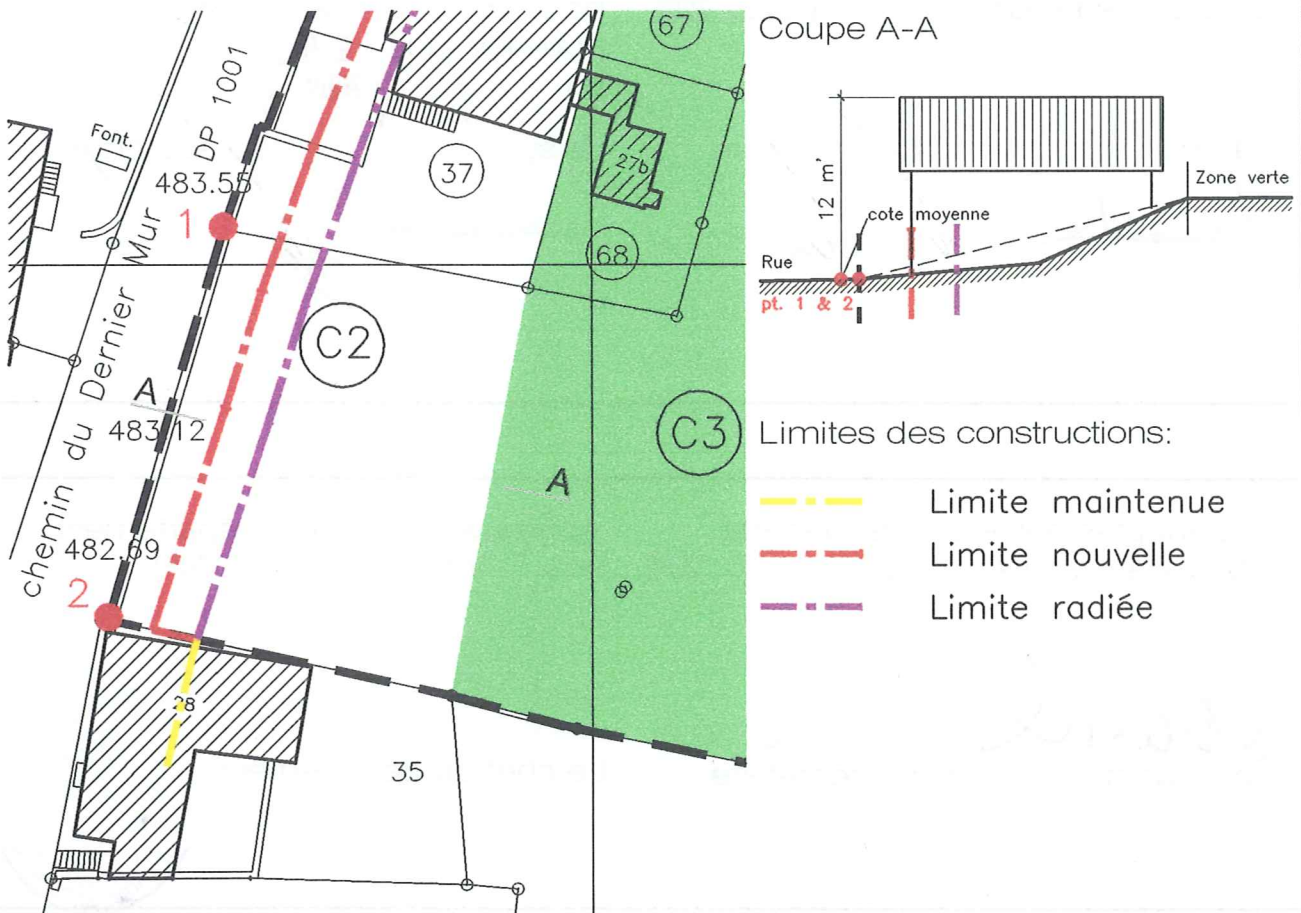 67
Coupe A-A
DP 1001
Font.
483.55
37
27b
1
68
12 m'
Zone verte
cote moyenne
Rue
pt. 1 & 2
chemin du Dernier Mur
C2
A
483.12
C3
Limites des constructions:
A
Limite maintenue
482.69
Limite nouvelle
2
Limite radiée
28
35